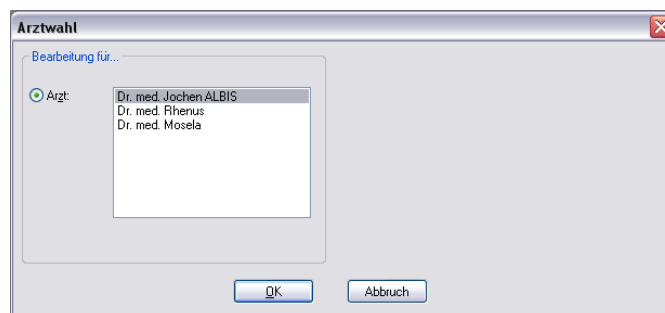 Arztwahl
Bearbeitung für...
Arzt:
Dr. med. Jochen ALBIS
Dr. med. Rhenus
Dr. med. Mosela
OK
Abbruch